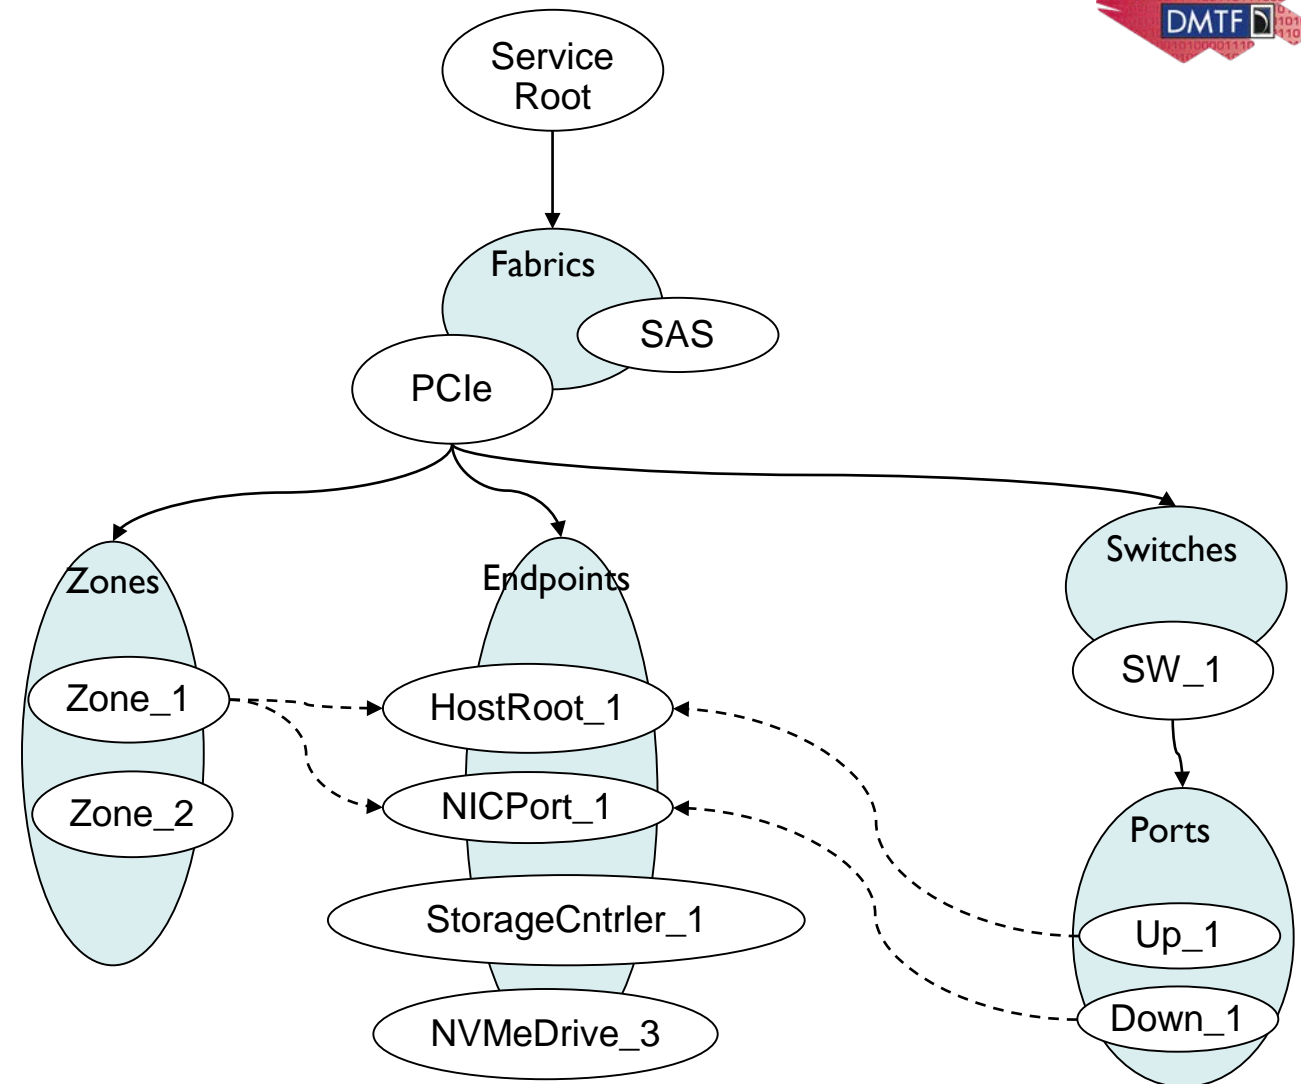 DMTF
Service
Root
Fabrics
SAS
PCIe
Zones
Endpoints
Switches
Zone_1
HostRoot_1
SW_1
Zone_2
NICPort_1
Ports
StorageCntrler_1
Up_1
Down_1
NVMeDrive_3